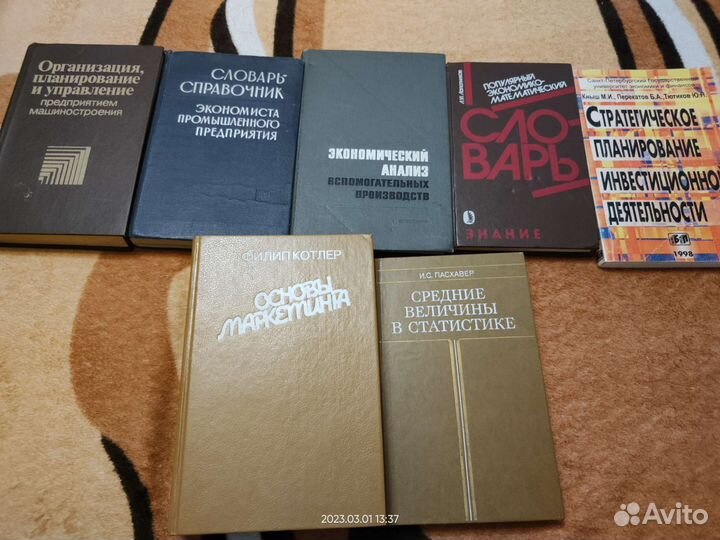 Организация,
планирование
и управление
предприятием
машиностроения
СЛОВАРЬ-
СПРАВОЧНИК
ЭКОНОМИСТА
ПРОМЫШЛЕННОГО
ПРЕДПРИЯТИЯ
ЭКОНОМИЧЕСКИЙ
АНАЛИЗ
ВСПОМОГАТЕЛЬНЫХ
ПРОИЗВОДСТВ
ПОПУЛЯРНЫЙ
ЭКОНОМИКО-
МАТЕМАТИЧЕСКИЙ
СЛО-
ВАРЬ
ЗНАНИЕ
Санкт-Петербургский Государственный
университет экономики и финансов
Кныш М.И., Перекатов Б.А., Тютиков Ю.П.
СТРАТЕГИЧЕСКОЕ
ПЛАНИРОВАНИЕ
ИНВЕСТИЦИОННОЙ
ДЕЯТЕЛЬНОСТИ
1998
ФИЛИП КОТЛЕР
ОСНОВЫ
МАРКЕТИНГА
И.С. ПАСХАВЕР
СРЕДНИЕ
ВЕЛИЧИНЫ
В СТАТИСТИКЕ
2023.03.01 13:37
Avito